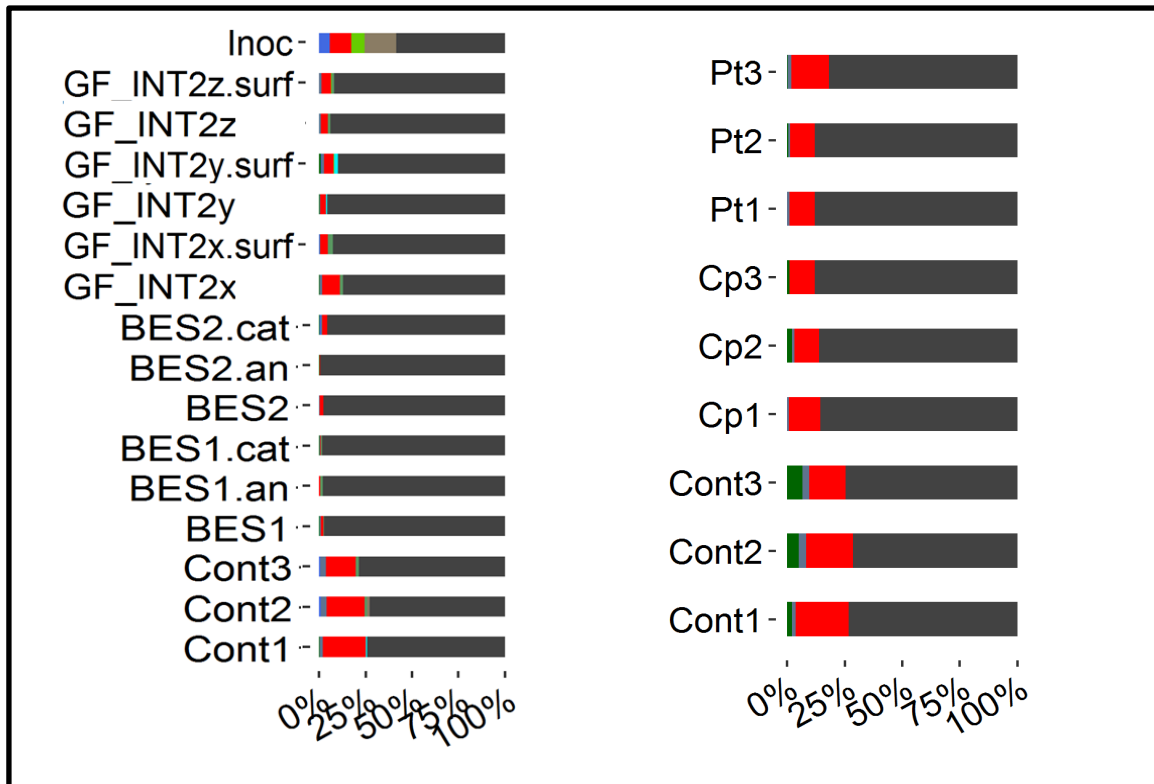 Inoc
GF_INT2z.surf
GF_INT2z
GF_INT2y.surf
GF_INT2y
GF_INT2x.surf
GF_INT2x
BES2.cat
BES2.an
BES2
BES1.cat
BES1.an
BES1
Cont3
Cont2
Cont1
0%
25%
50%
75%
100%
Pt3
Pt2
Pt1
Cp3
Cp2
Cp1
Cont3
Cont2
Cont1
0%
25%
50%
75%
100%